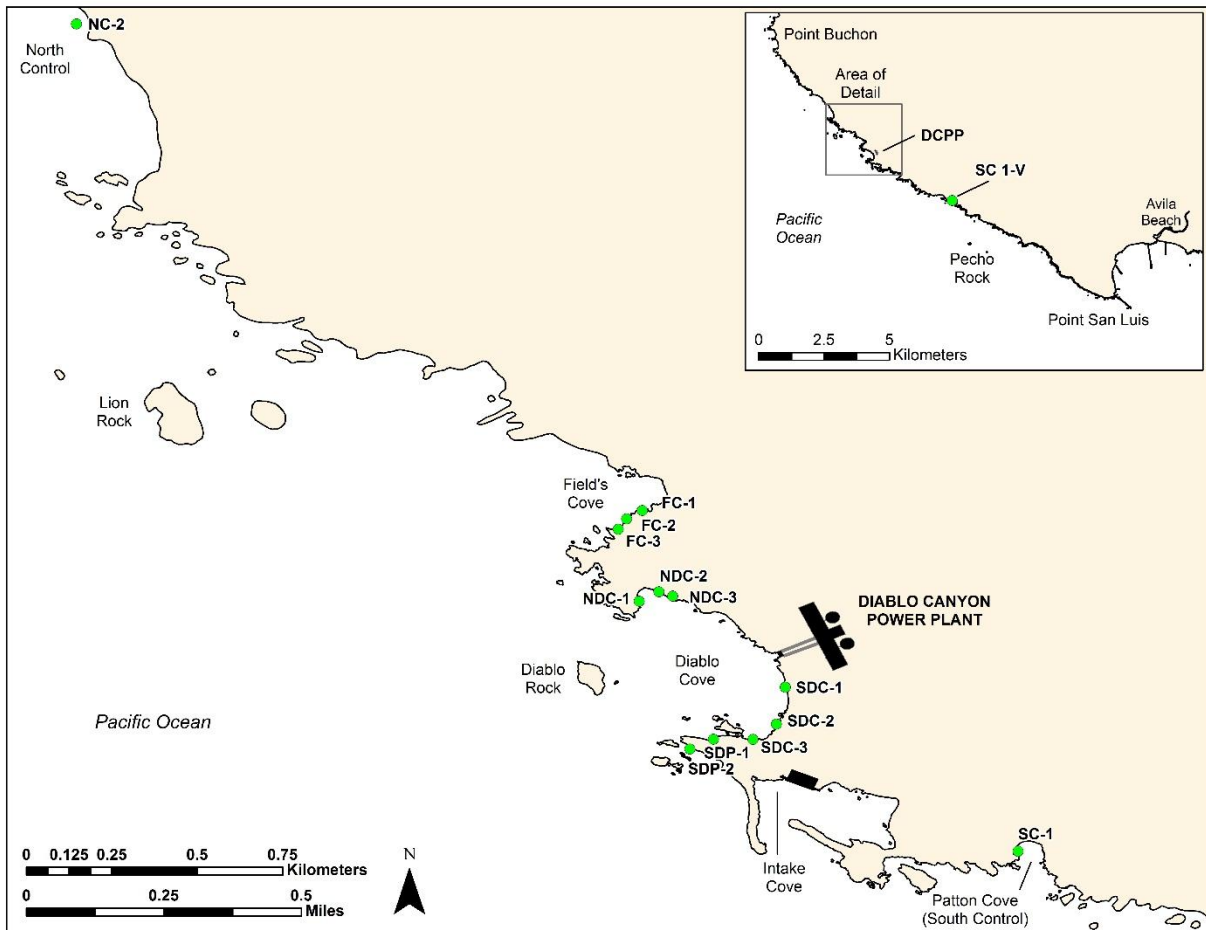 NC-2
North
Control
Point Buchon
Area of
Detail
DCPP
SC 1-V
Pacific
Ocean
Avila
Beach
Pecho
Rock
Point San Luis
0 2.5 5
Kilometers
Lion
Rock
Field's
Cove
FC-1
FC-2
FC-3
NDC-2
NDC-1
NDC-3
DIABLO CANYON
POWER PLANT
Diablo
Rock
Diablo
Cove
SDC-1
Pacific Ocean
SDC-2
SDP-1
SDC-3
SDP-2
SC-1
Intake
Cove
Patton Cove
(South Control)
0 0.125 0.25 0.5 0.75
Kilometers
0 0.25 0.5
Miles
N